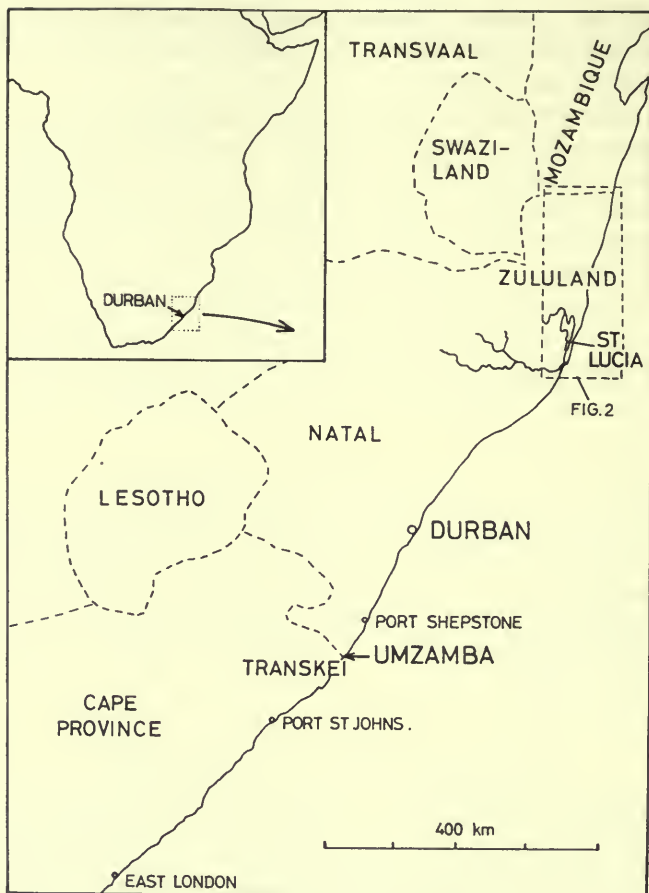 TRANSVAAL
MOZAMBIQUE
SWAZI-
LAND
DURBAN
ZULULAND
ST
LUCIA
FIG.2
NATAL
LESOTHO
DURBAN
PORT SHEPSTONE
UMZAMBA
TRANSKEI
CAPE
PROVINCE
PORT ST JOHNS.
400 km
EAST LONDON